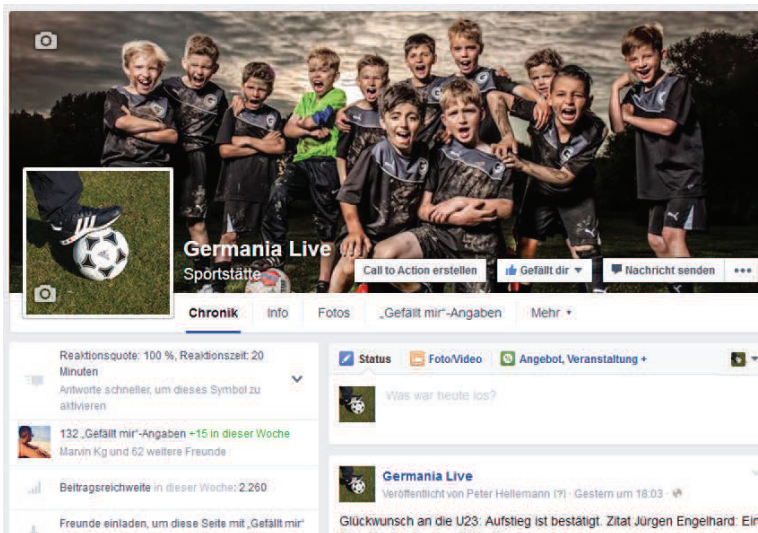 Germania Live
Sportstätte
Call to Action erstellen
Gefällt dir
Nachricht senden
Chronik
Info
Fotos
„Gefällt mir“-Angaben
Mehr
Reaktionsquote: 100 %, Reaktionszeit: 20
Minuten
Antworte schneller, um dieses Symbol zu
aktivieren
132 „Gefällt mir“-Angaben +15 in dieser Woche
Marvin Kg und 62 weitere Freunde
Beitragsreichweite in dieser Woche: 2.260
Freunde einladen, um diese Seite mit „Gefällt mir“
Status
Foto/Video
Angebot, Veranstaltung +
Was war heute los?
Germania Live
Veröffentlicht von Peter Hellemann [?] · Gestern um 18:03 ·
Glückwunsch an die U23: Aufstieg ist bestätigt. Zitat Jürgen Engelhard: Ein